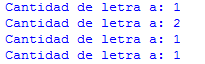 Cantidad de letra a: 1
Cantidad de letra a: 2
Cantidad de letra a: 1
Cantidad de letra a: 1